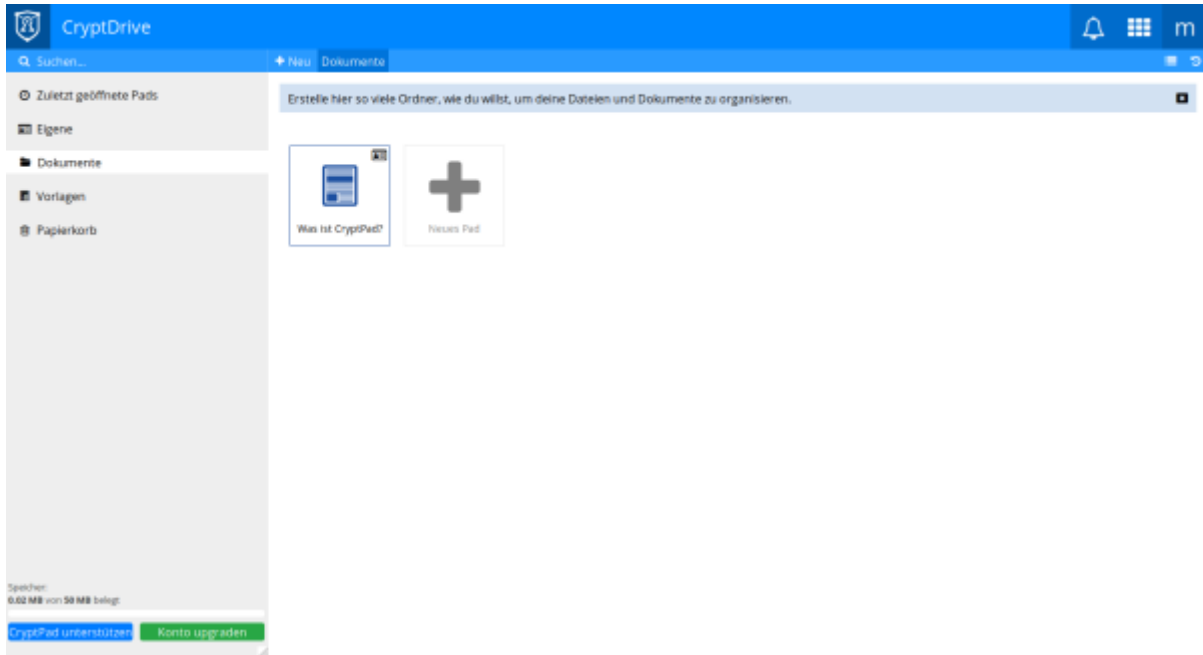 CryptDrive
m
Suchen...
Neu Dokumente
Zuletzt geöffnete Pads
Eigene
Dokumente
Vorlagen
Papierkorb
Erstelle hier so viele Ordner, wie du willst, um deine Dateien und Dokumente zu organisieren.
Was ist CryptPad?
Neues Pad
Speicher:
0.02 MB von 50 MB belegt
CryptPad unterstützen
Konto upgraden